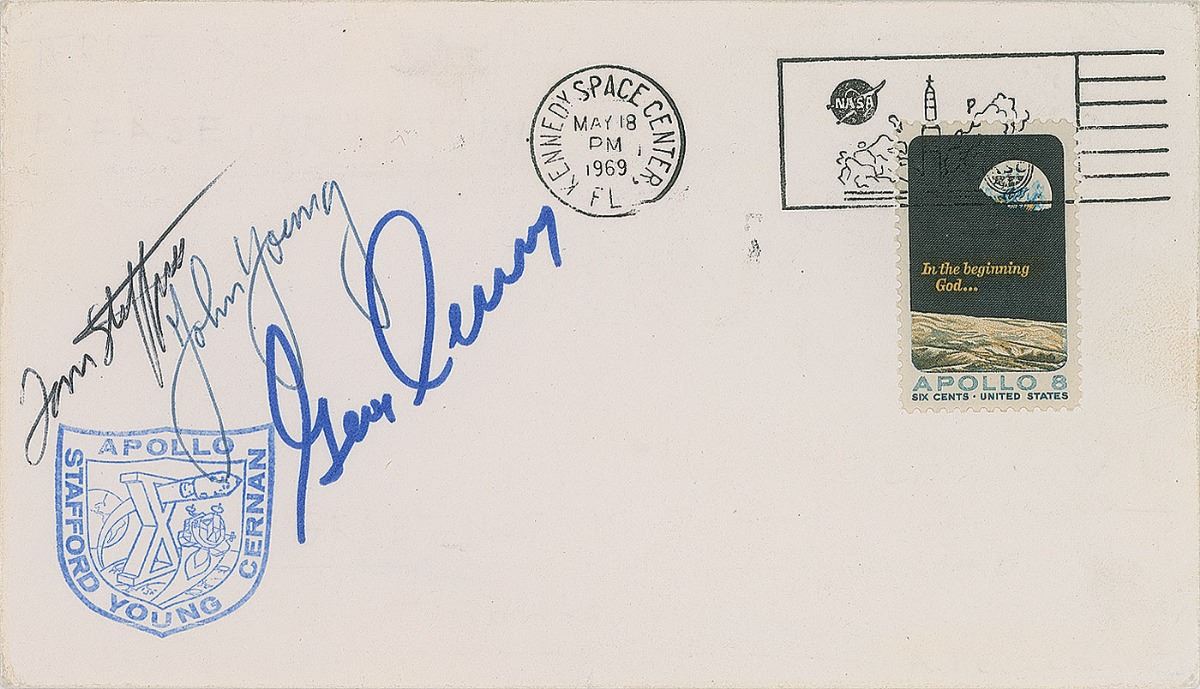 KENNEDY SPACE CENTER, FL
MAY 18
PM
1969
NASA
In the beginning
God...
APOLLO 8
SIX CENTS · UNITED STATES
Tom Stafford
John Young
Gene Cernan
APOLLO
STAFFORD
YOUNG
CERNAN
X